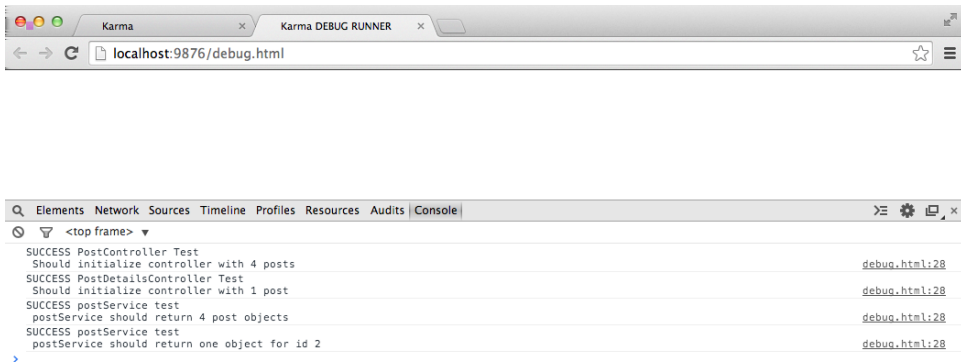 Karma
Karma DEBUG RUNNER
localhost:9876/debug.html
Elements Network Sources Timeline Profiles Resources Audits Console
<top frame>
SUCCESS PostController Test
Should initialize controller with 4 posts debug.html:28
SUCCESS PostDetailsController Test
Should initialize controller with 1 post debug.html:28
SUCCESS postService test
postService should return 4 post objects debug.html:28
SUCCESS postService test
postService should return one object for id 2 debug.html:28